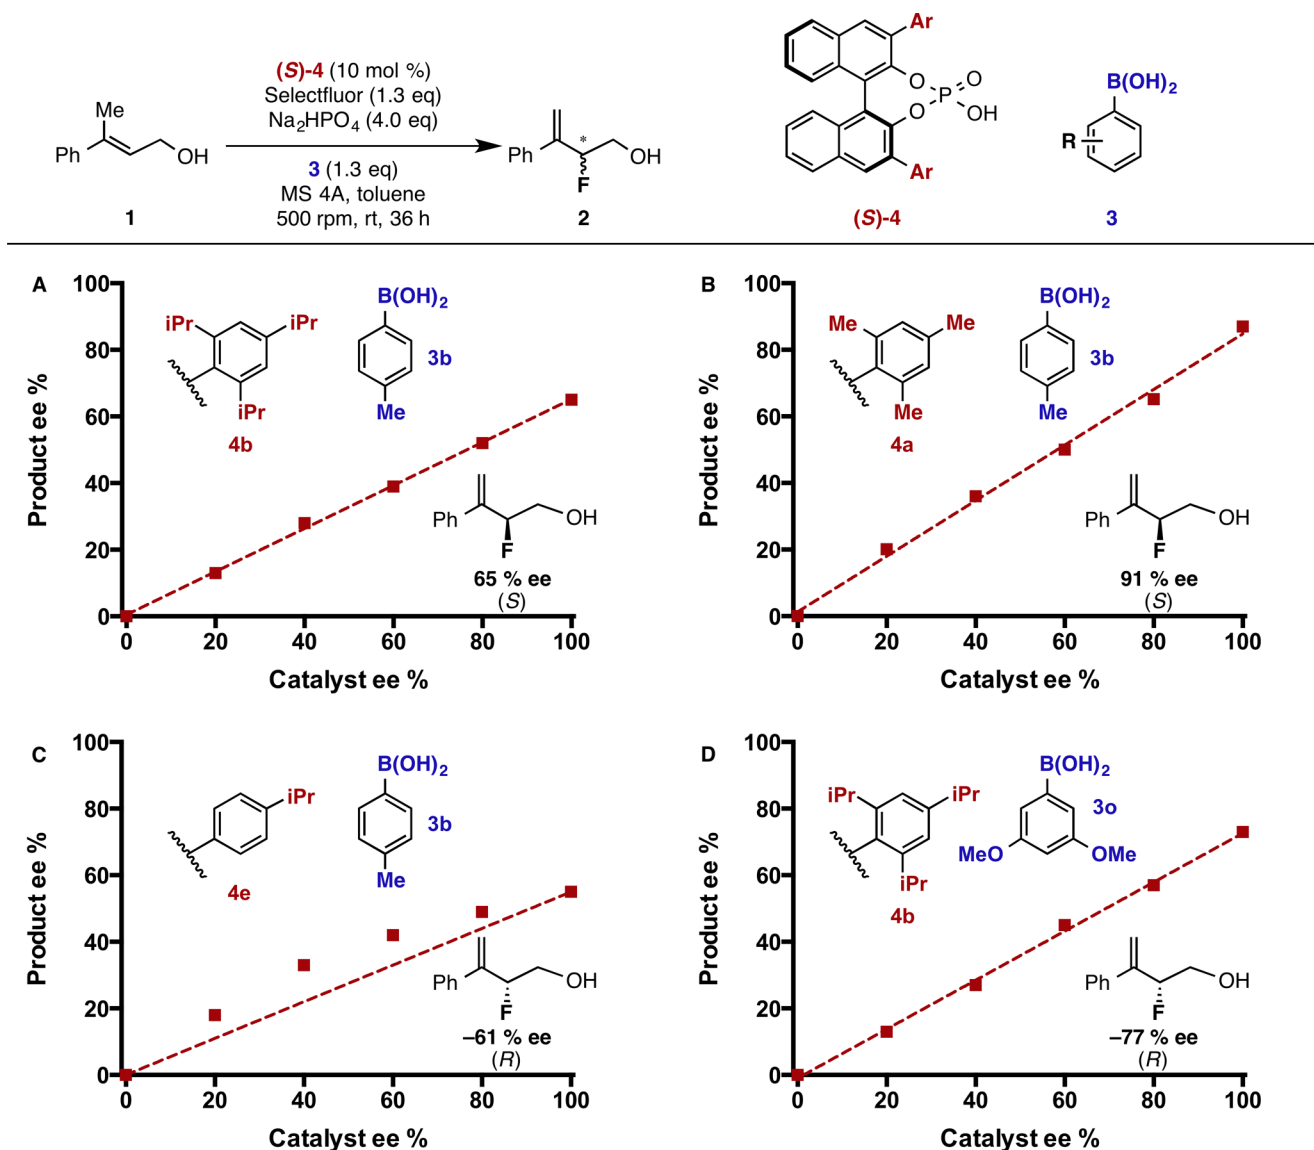 Me
Ph
OH
1
(S)-4 (10 mol %)
Selectfluor (1.3 eq)
Na₂HPO₄ (4.0 eq)
3 (1.3 eq)
MS 4A, toluene
500 rpm, rt, 36 h
Ph
*
OH
F
2
Ar
O
O
P
O
OH
Ar
(S)-4
B(OH)₂
R
3
A
Product ee %
100
80
60
40
20
0
0 20 40 60 80 100
Catalyst ee %
iPr
iPr
iPr
4b
B(OH)₂
3b
Me
Ph
OH
F
65 % ee
(S)
B
Product ee %
100
80
60
40
20
0
0 20 40 60 80 100
Catalyst ee %
Me
Me
Me
4a
B(OH)₂
3b
Me
Ph
OH
F
91 % ee
(S)
C
Product ee %
100
80
60
40
20
0
0 20 40 60 80 100
Catalyst ee %
iPr
4e
B(OH)₂
3b
Me
Ph
OH
F
–61 % ee
(R)
D
Product ee %
100
80
60
40
20
0
0 20 40 60 80 100
Catalyst ee %
iPr
iPr
iPr
4b
B(OH)₂
3o
MeO
OMe
Ph
OH
F
–77 % ee
(R)